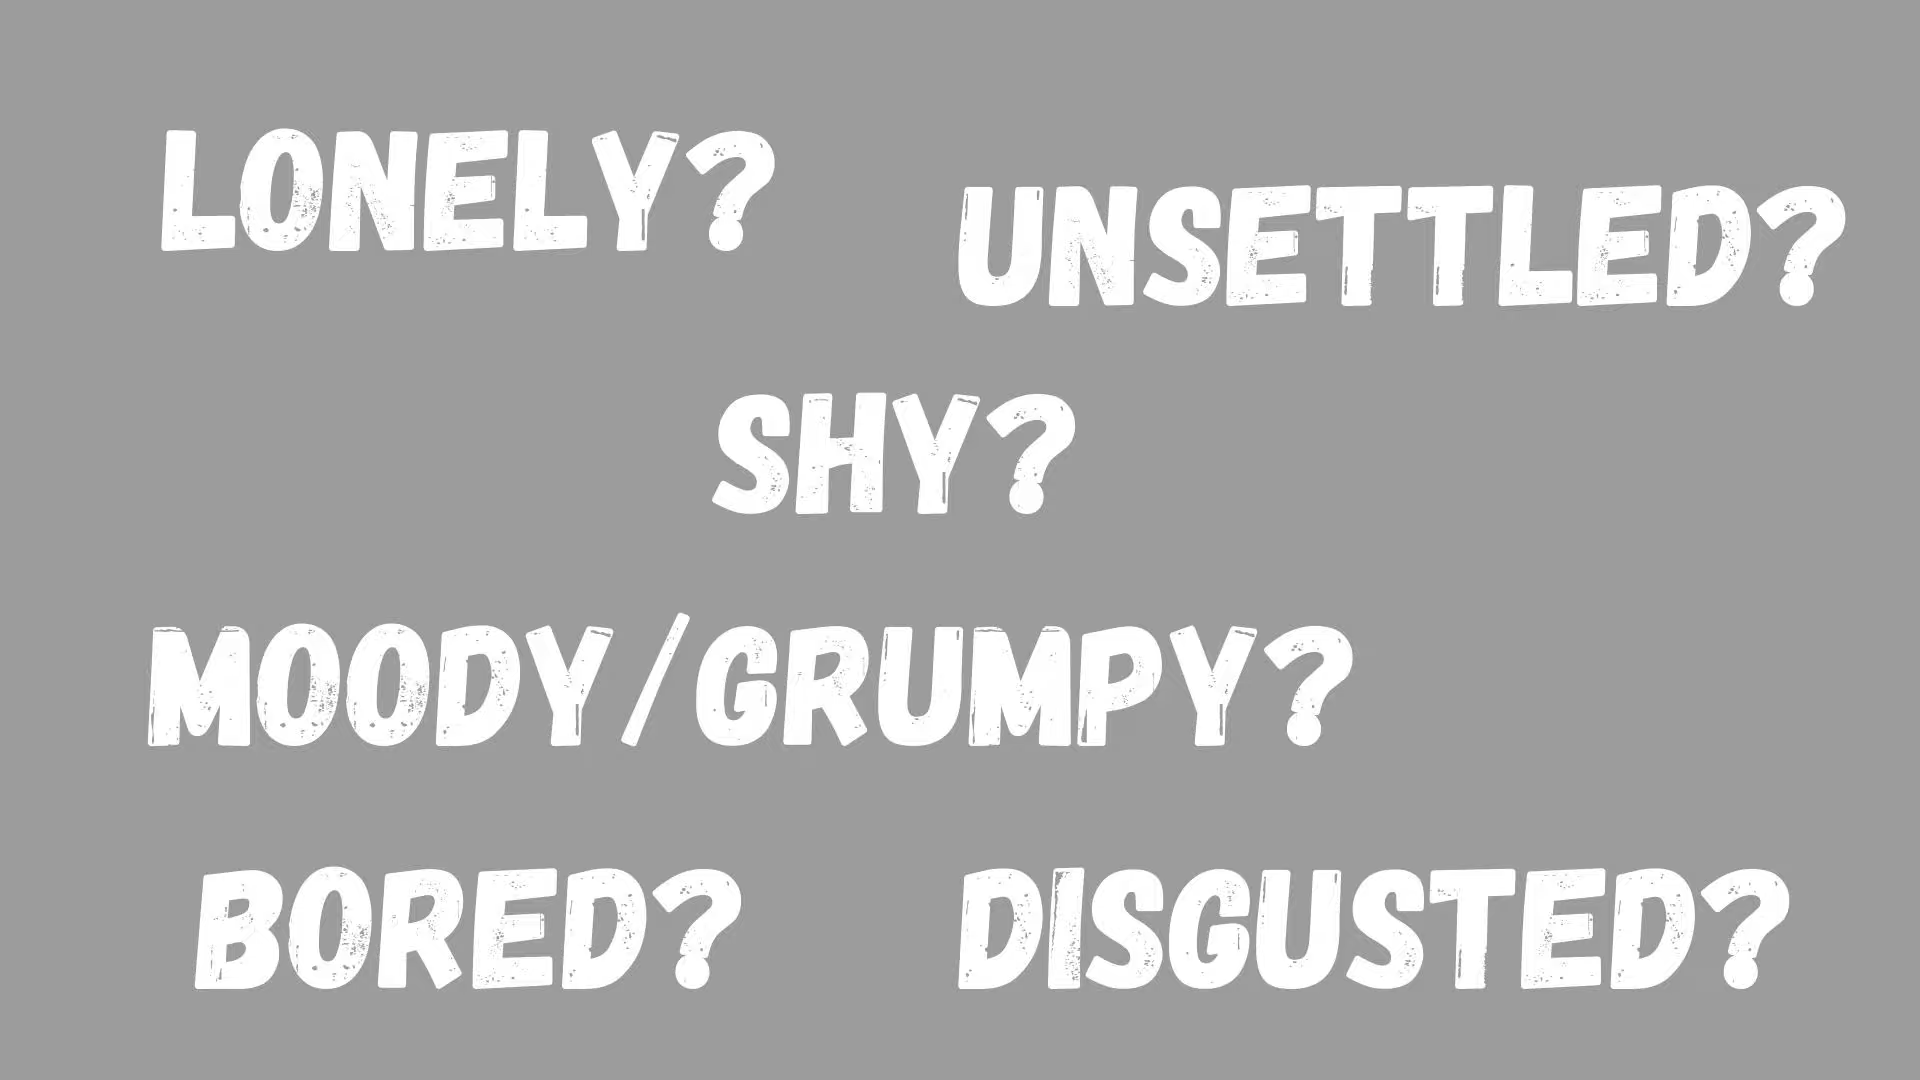 LONELY?
UNSETTLED?
SHY?
MOODY/GRUMPY?
BORED?
DISGUSTED?